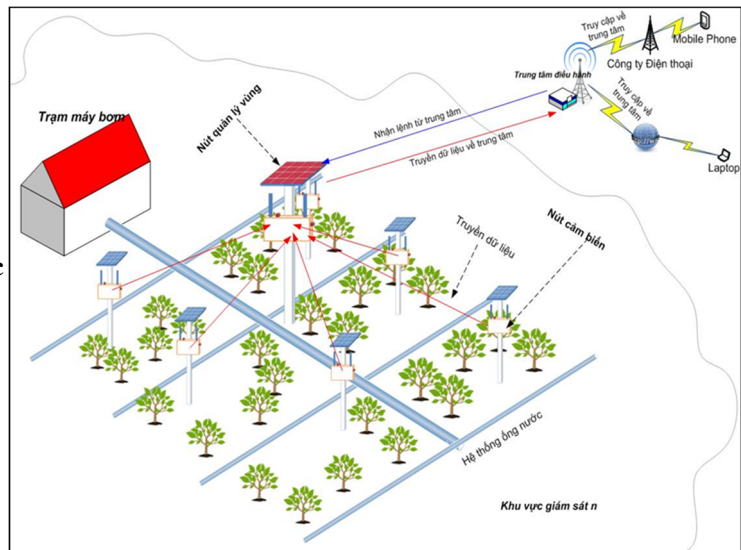 Truy cập về
trung tâm
Mobile Phone
Công ty Điện thoại
Trung tâm điều hành
Truy cập về
trung tâm
Laptop
Trạm máy bơm
Nút quản lý vùng
Nhận lệnh từ trung tâm
Truyền dữ liệu về trung tâm
Truyền dữ liệu
Nút cảm biến
Hệ thống ống nước
Khu vực giám sát n